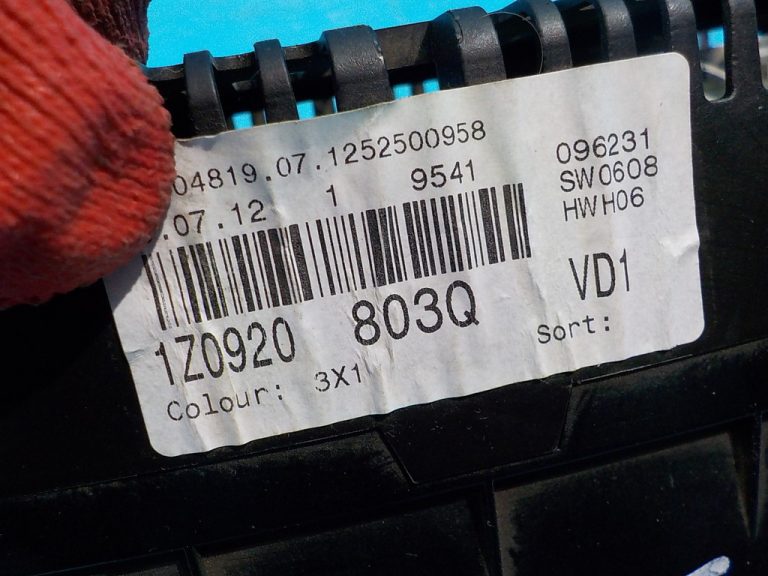 04819.07.1252500958
.07.12 1 9541
096231
SW0608
HWH06
1Z0920 803Q
VD1
Colour: 3X1
Sort: